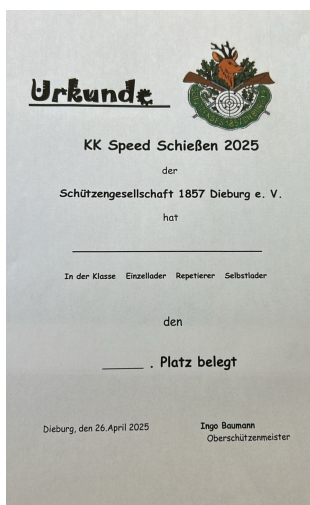 Urkunde
KK Speed Schießen 2025
der
Schützengesellschaft 1857 Dieburg e. V.
hat
In der Klasse Einzellader Repetierer Selbstlader
den
______ . Platz belegt
Dieburg, den 26.April 2025
Ingo Baumann
Oberschützenmeister